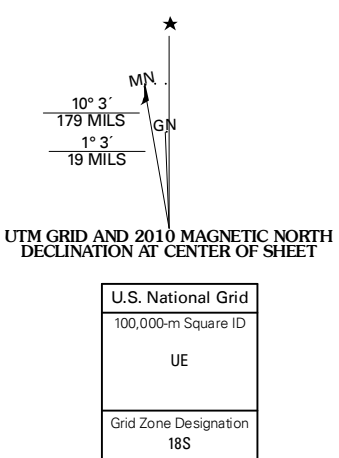 MN
10° 3´
179 MILS
GN
1° 3´
19 MILS
UTM GRID AND 2010 MAGNETIC NORTH
DECLINATION AT CENTER OF SHEET
U.S. National Grid
100,000-m Square ID
UE
Grid Zone Designation
18S